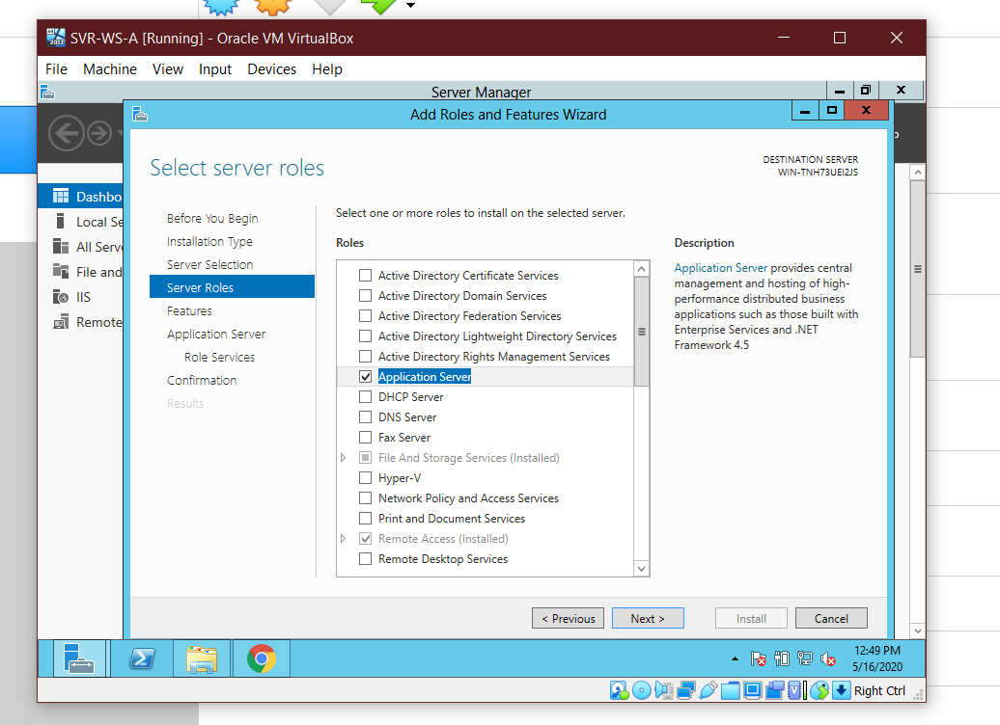 SVR-WS-A [Running] - Oracle VM VirtualBox
File Machine View Input Devices Help
Server Manager
Add Roles and Features Wizard
Select server roles
DESTINATION SERVER
WIN-TNH73UEI2JS
Dashbo
Local Se
All Serve
File and
IIS
Remote
Before You Begin
Installation Type
Server Selection
Server Roles
Features
Application Server
Role Services
Confirmation
Results
Select one or more roles to install on the selected server.
Roles
Active Directory Certificate Services
Active Directory Domain Services
Active Directory Federation Services
Active Directory Lightweight Directory Services
Active Directory Rights Management Services
Application Server
DHCP Server
DNS Server
Fax Server
File And Storage Services (Installed)
Hyper-V
Network Policy and Access Services
Print and Document Services
Remote Access (Installed)
Remote Desktop Services
Description
Application Server provides central
management and hosting of high-
performance distributed business
applications such as those built with
Enterprise Services and .NET
Framework 4.5
< Previous Next > Install Cancel
12:49 PM
5/16/2020
Right Ctrl